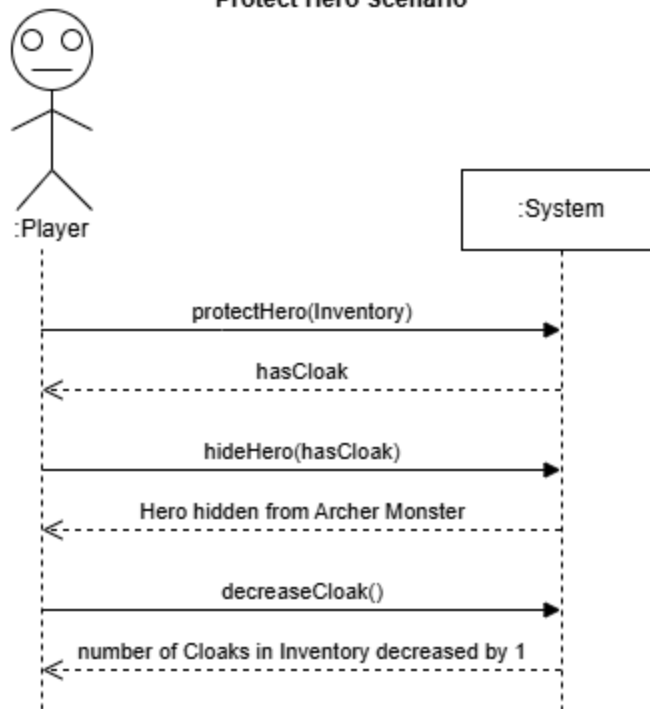 Protect Hero Scenario
:Player
:System
protectHero(Inventory)
hasCloak
hideHero(hasCloak)
Hero hidden from Archer Monster
decreaseCloak()
number of Cloaks in Inventory decreased by 1